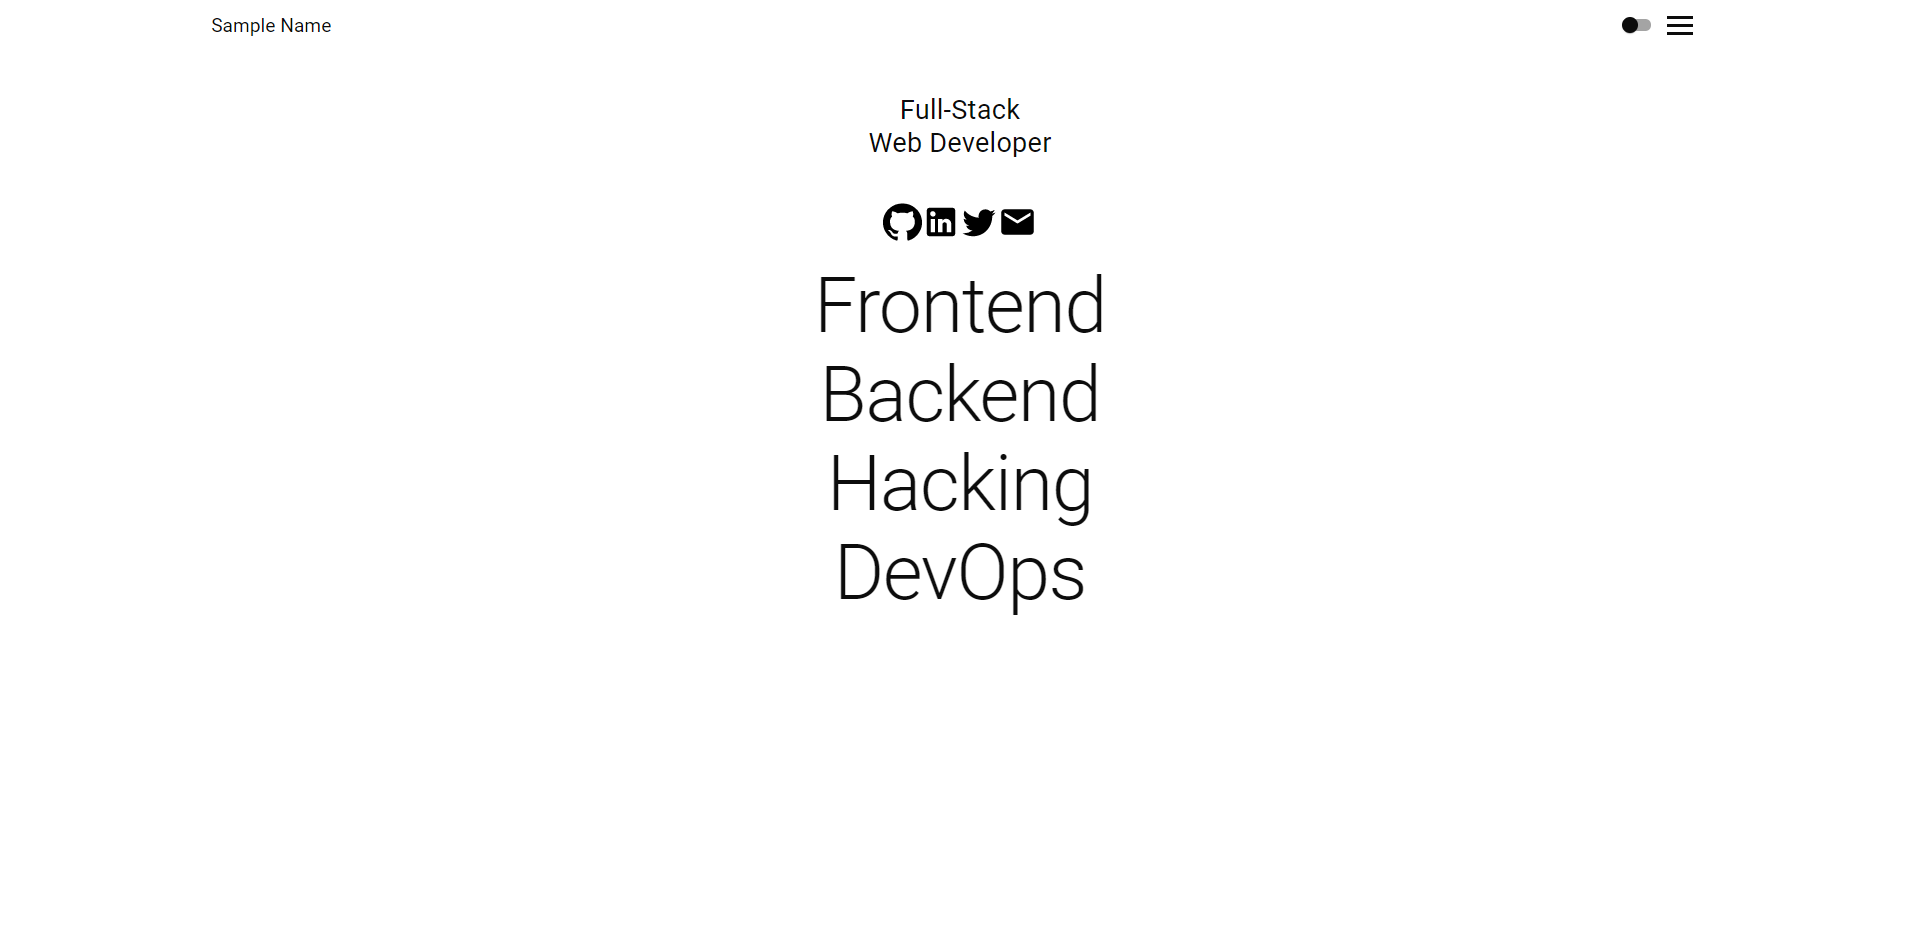 Sample Name
Full-Stack
Web Developer
Frontend
Backend
Hacking
DevOps